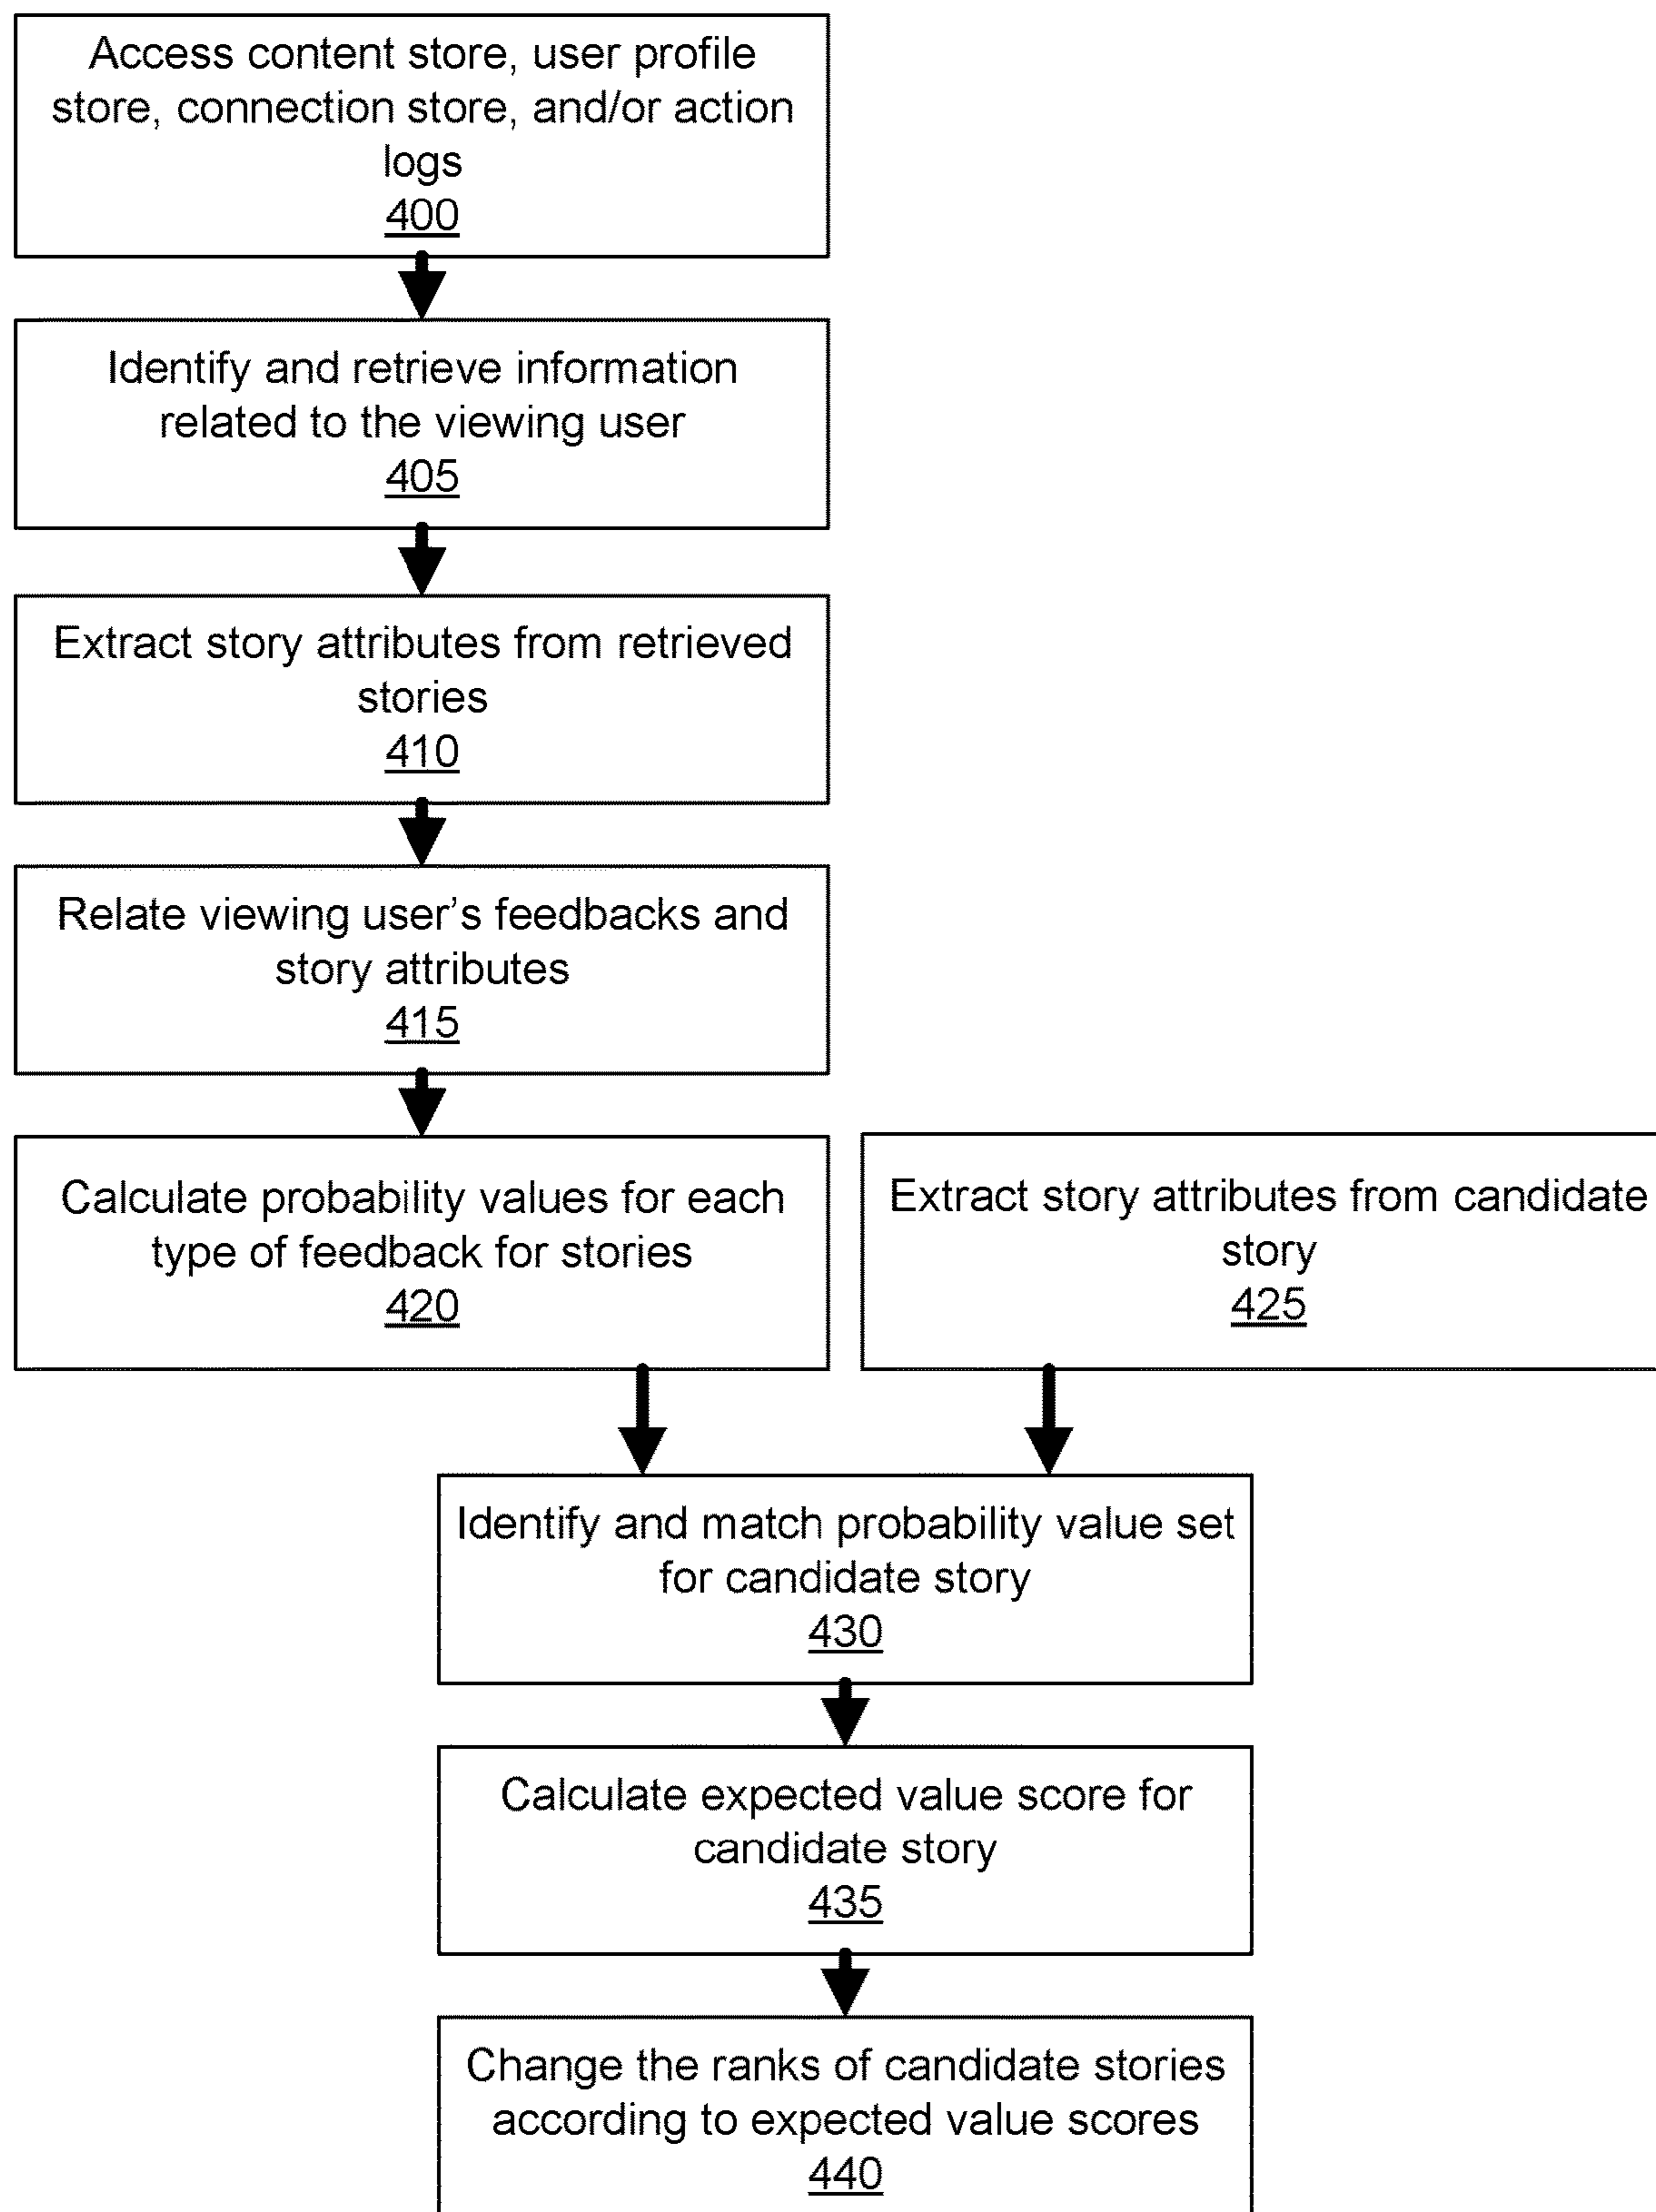 Access content store, user profile
store, connection store, and/or action
logs
400
Identify and retrieve information
related to the viewing user
405
Extract story attributes from retrieved
stories
410
Relate viewing user's feedbacks and
story attributes
415
Calculate probability values for each
type of feedback for stories
420
Extract story attributes from candidate
story
425
Identify and match probability value set
for candidate story
430
Calculate expected value score for
candidate story
435
Change the ranks of candidate stories
according to expected value scores
440